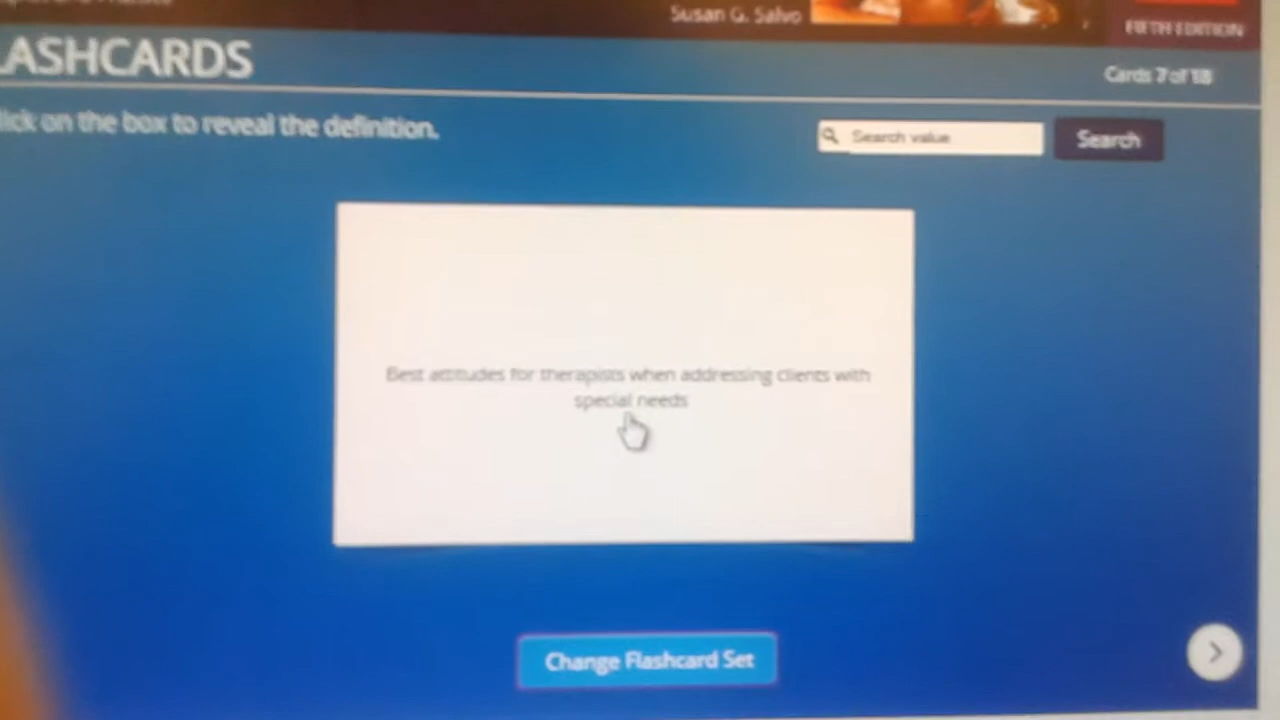 Susan G. Salvo
FIFTH EDITION
LASHCARDS
Cards 7 of 18
lick on the box to reveal the definition.
Search value
Search
Best attitudes for therapists when addressing clients with
special needs
Change Flashcard Set